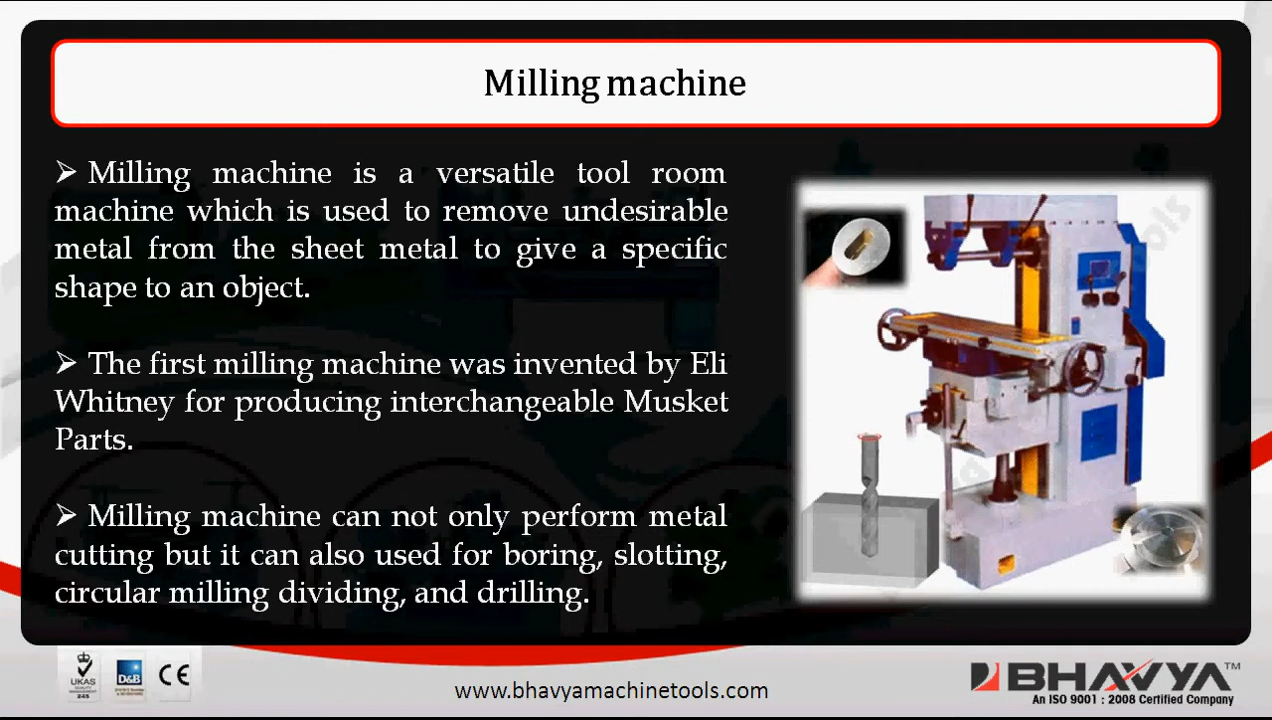 Milling machine
➢ Milling machine is a versatile tool room
machine which is used to remove undesirable
metal from the sheet metal to give a specific
shape to an object.
➢ The first milling machine was invented by Eli
Whitney for producing interchangeable Musket
Parts.
➢ Milling machine can not only perform metal
cutting but it can also used for boring, slotting,
circular milling dividing, and drilling.
ols
UKAS
QUALITY
MANAGEMENT
D&B
CE
www.bhavyamachinetools.com
BHAVYA™
An ISO 9001 : 2008 Certified Company